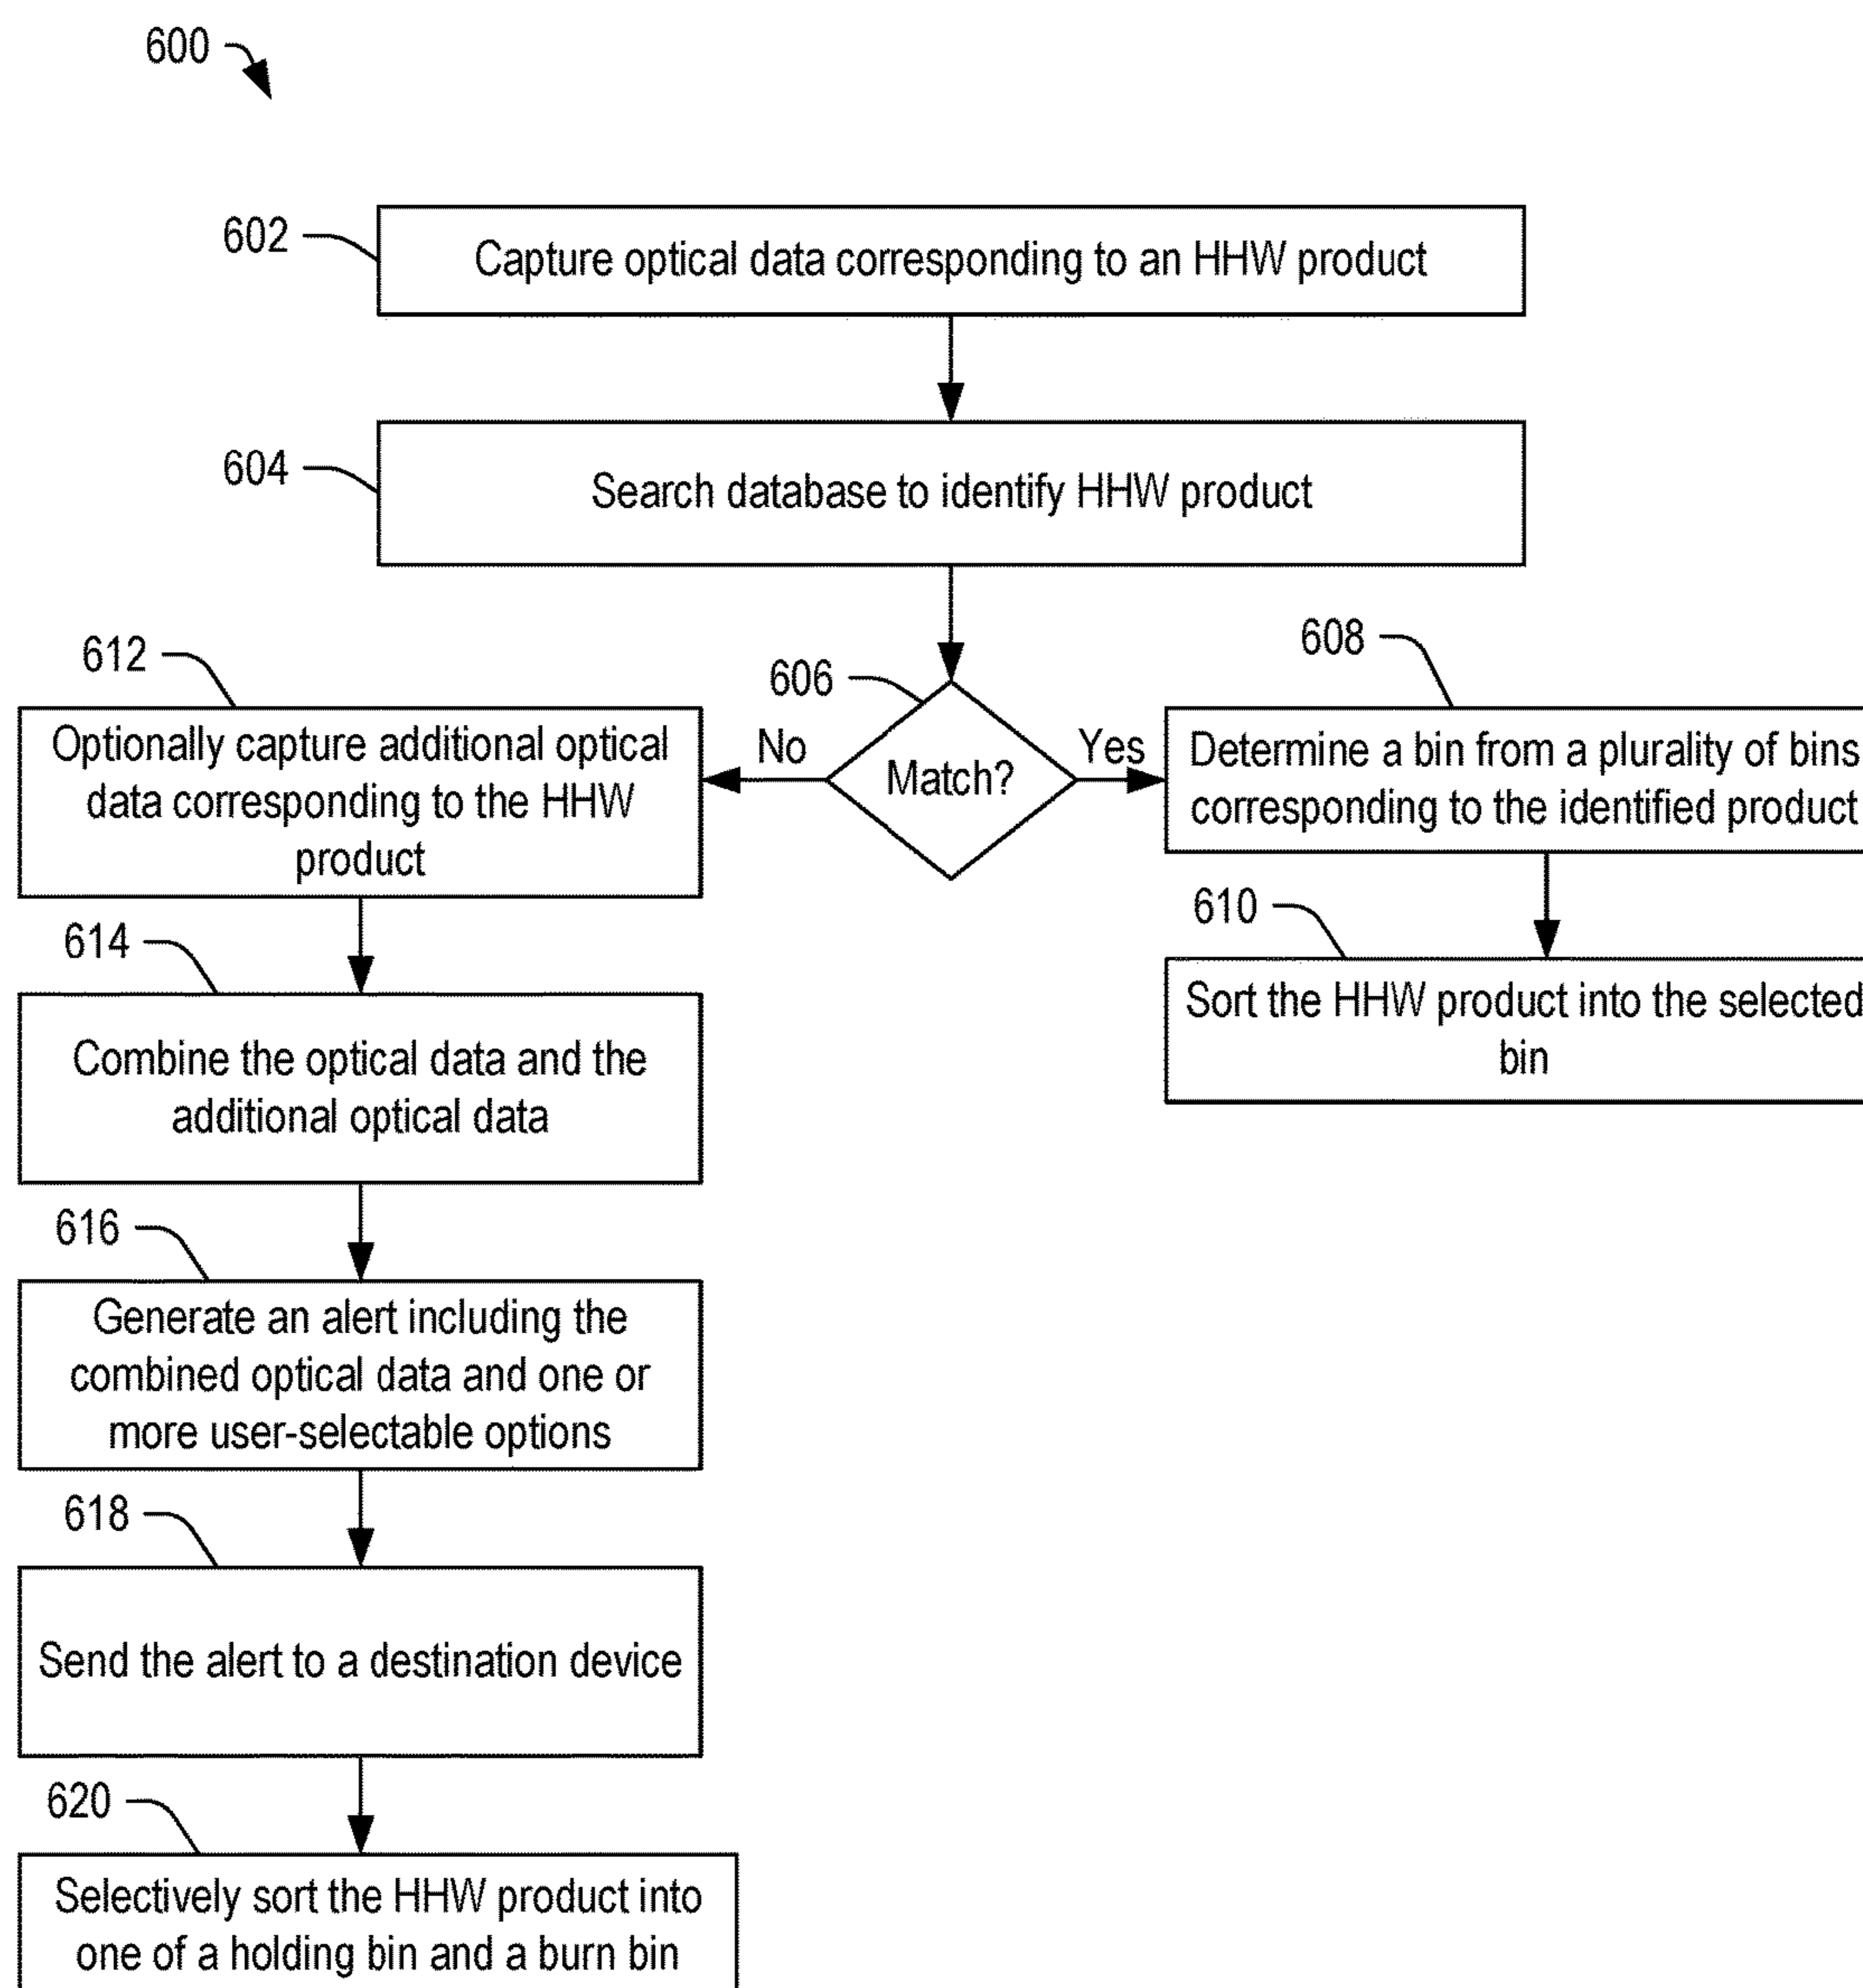 600
602
Capture optical data corresponding to an HHW product
604
Search database to identify HHW product
606
Match?
No
Yes
608
Determine a bin from a plurality of bins
corresponding to the identified product
610
Sort the HHW product into the selected
bin
612
Optionally capture additional optical
data corresponding to the HHW
product
614
Combine the optical data and the
additional optical data
616
Generate an alert including the
combined optical data and one or
more user-selectable options
618
Send the alert to a destination device
620
Selectively sort the HHW product into
one of a holding bin and a burn bin